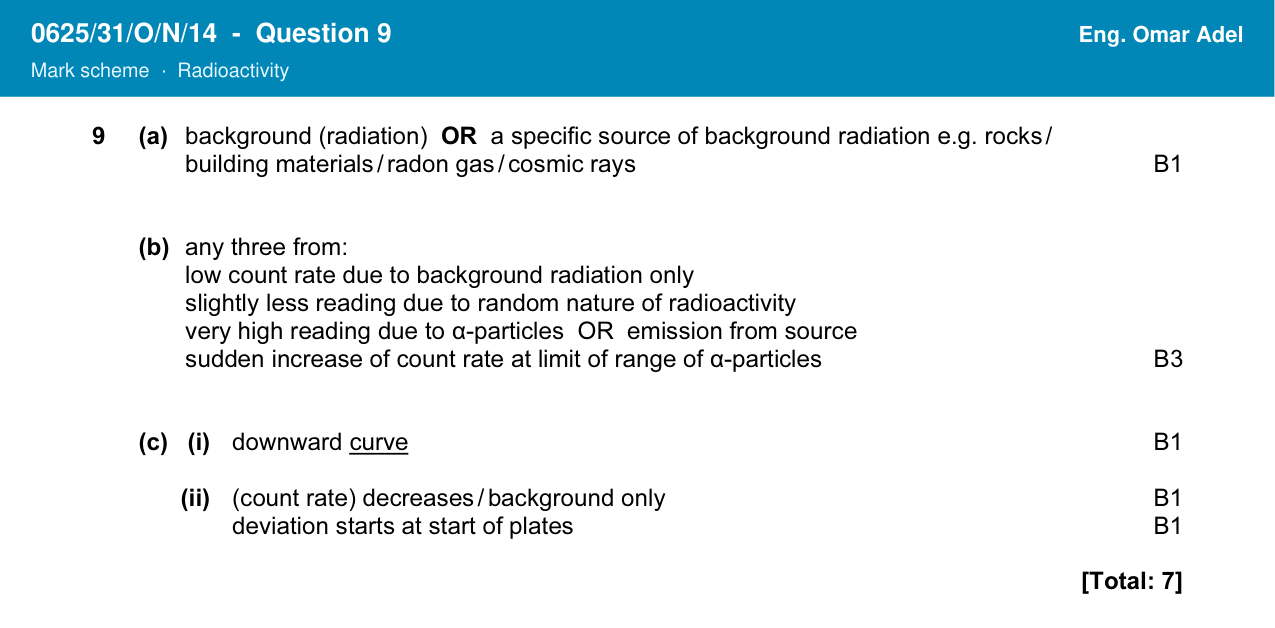 0625/31/O/N/14 - Question 9
Eng. Omar Adel
Mark scheme · Radioactivity
9 (a) background (radiation) OR a specific source of background radiation e.g. rocks/
building materials/radon gas/cosmic rays B1
(b) any three from:
low count rate due to background radiation only
slightly less reading due to random nature of radioactivity
very high reading due to α-particles OR emission from source
sudden increase of count rate at limit of range of α-particles B3
(c) (i) downward curve B1
(ii) (count rate) decreases/background only B1
deviation starts at start of plates B1
[Total: 7]